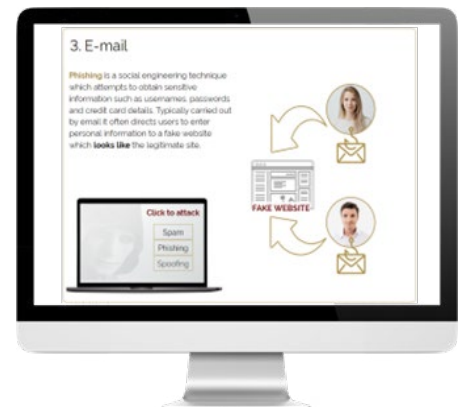 3. E-mail
Phishing is a social engineering technique
which attempts to obtain sensitive
information such as usernames, passwords
and credit card details. Typically carried out
by email it often directs users to enter
personal information to a fake website
which looks like the legitimate site.
Click to attack
Spam
Phishing
Spoofing
FAKE WEBSITE